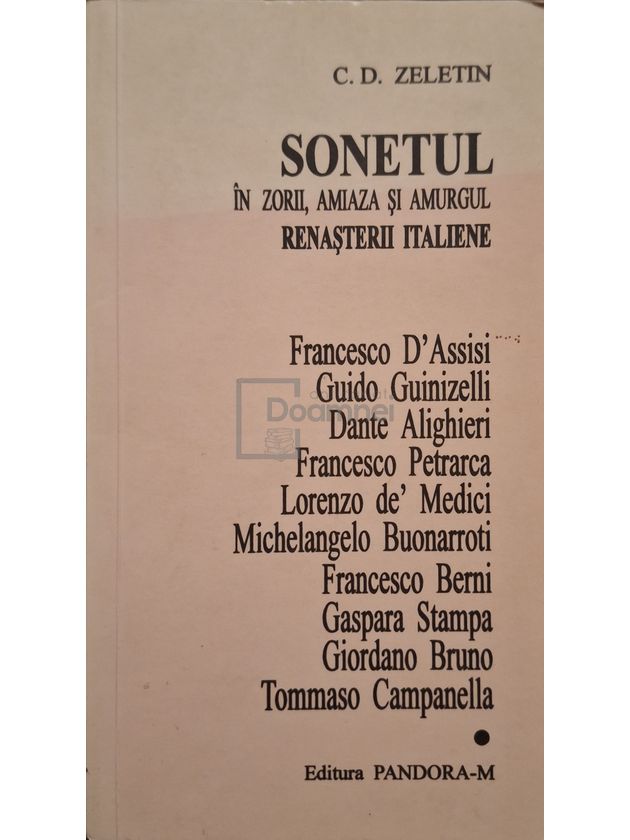 C. D. ZELETIN
SONETUL
ÎN ZORII, AMIAZA ȘI AMURGUL
RENAȘTERII ITALIENE
Francesco D'Assisi
Guido Guinizelli
Doamnei
Dante Alighieri
Francesco Petrarca
Lorenzo de' Medici
Michelangelo Buonarroti
Francesco Berni
Gaspara Stampa
Giordano Bruno
Tommaso Campanella
Editura PANDORA-M